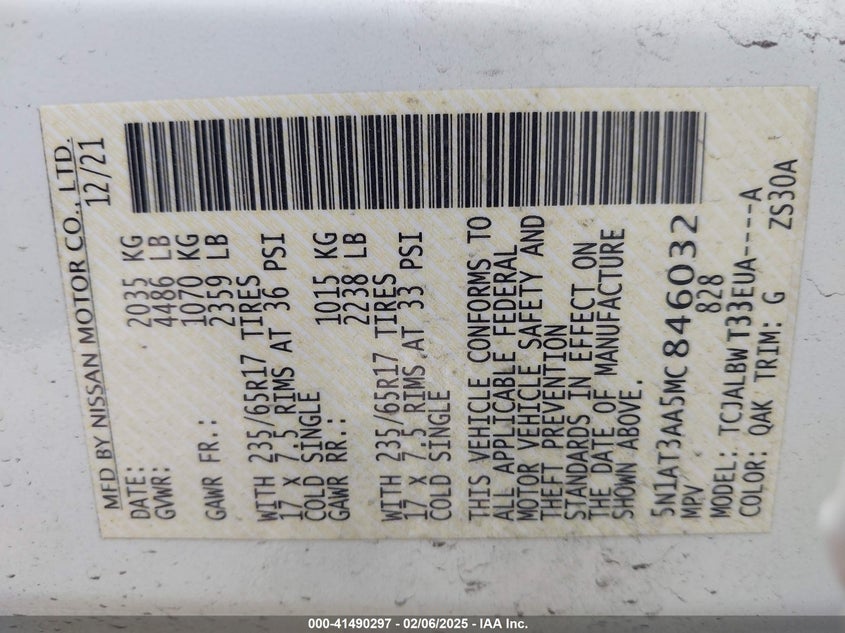 MFD BY NISSAN MOTOR CO., LTD.
DATE: 12/21
GVWR: 2035 KG
4486 LB
GAWR FR.: 1070 KG
2359 LB
WITH 235/65R17 TIRES
17 X 7.5 RIMS AT 36 PSI
COLD SINGLE
GAWR RR.: 1015 KG
2238 LB
WITH 235/65R17 TIRES
17 X 7.5 RIMS AT 33 PSI
COLD SINGLE
THIS VEHICLE CONFORMS TO
ALL APPLICABLE FEDERAL
MOTOR VEHICLE SAFETY AND
THEFT PREVENTION
STANDARDS IN EFFECT ON
THE DATE OF MANUFACTURE
SHOWN ABOVE.
5N1AT3AA5MC846032
MPV 828
MODEL: TCJALBWT33EUA----A
COLOR: QAK TRIM: G ZS30A
000-41490297 - 02/06/2025 - IAA Inc.